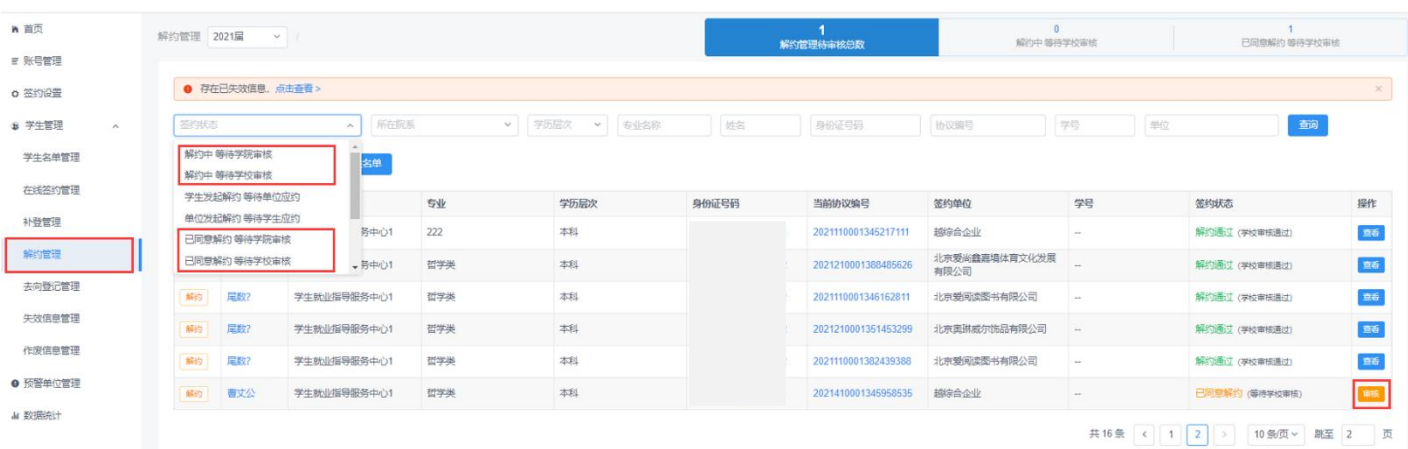 首页
账号管理
签约设置
学生管理
学生名单管理
在线签约管理
补登管理
解约管理
去向登记管理
失效信息管理
作废信息管理
预警单位管理
数据统计
解约管理 2021届 /
1
解约管理待审核总数
0
解约中 等待学校审核
1
已同意解约 等待学校审核
存在已失效信息。点击查看 >
签约状态 所在院系 学历层次 专业名称 姓名 身份证号码 协议编号 学号 单位 查询
解约中 等待学院审核
解约中 等待学校审核
学生发起解约 等待单位应约
单位发起解约 等待学生应约
已同意解约 等待学院审核
已同意解约 等待学校审核
名单
专业 学历层次 身份证号码 当前协议编号 签约单位 学号 签约状态 操作
务中心1 222 本科 2021110001345217111 越综合企业 -- 解约通过 (学校审核通过) 查看
务中心1 哲学类 本科 2021210001388485626 北京爱尚鑫嘉境体育文化发展有限公司 -- 解约通过 (学校审核通过) 查看
解约 尾数? 学生就业指导服务中心1 哲学类 本科 2021110001346162811 北京爱阅读图书有限公司 -- 解约通过 (学校审核通过) 查看
解约 尾数? 学生就业指导服务中心1 哲学类 本科 2021210001351453299 北京奥琳威尔饰品有限公司 -- 解约通过 (学校审核通过) 查看
解约 尾数? 学生就业指导服务中心1 哲学类 本科 2021110001382439388 北京爱阅读图书有限公司 -- 解约通过 (学校审核通过) 查看
解约 曹丈公 学生就业指导服务中心1 哲学类 本科 2021410001345958535 越综合企业 -- 已同意解约 (等待学校审核) 审核
共 16 条 < 1 2 > 10 条/页 跳至 2 页